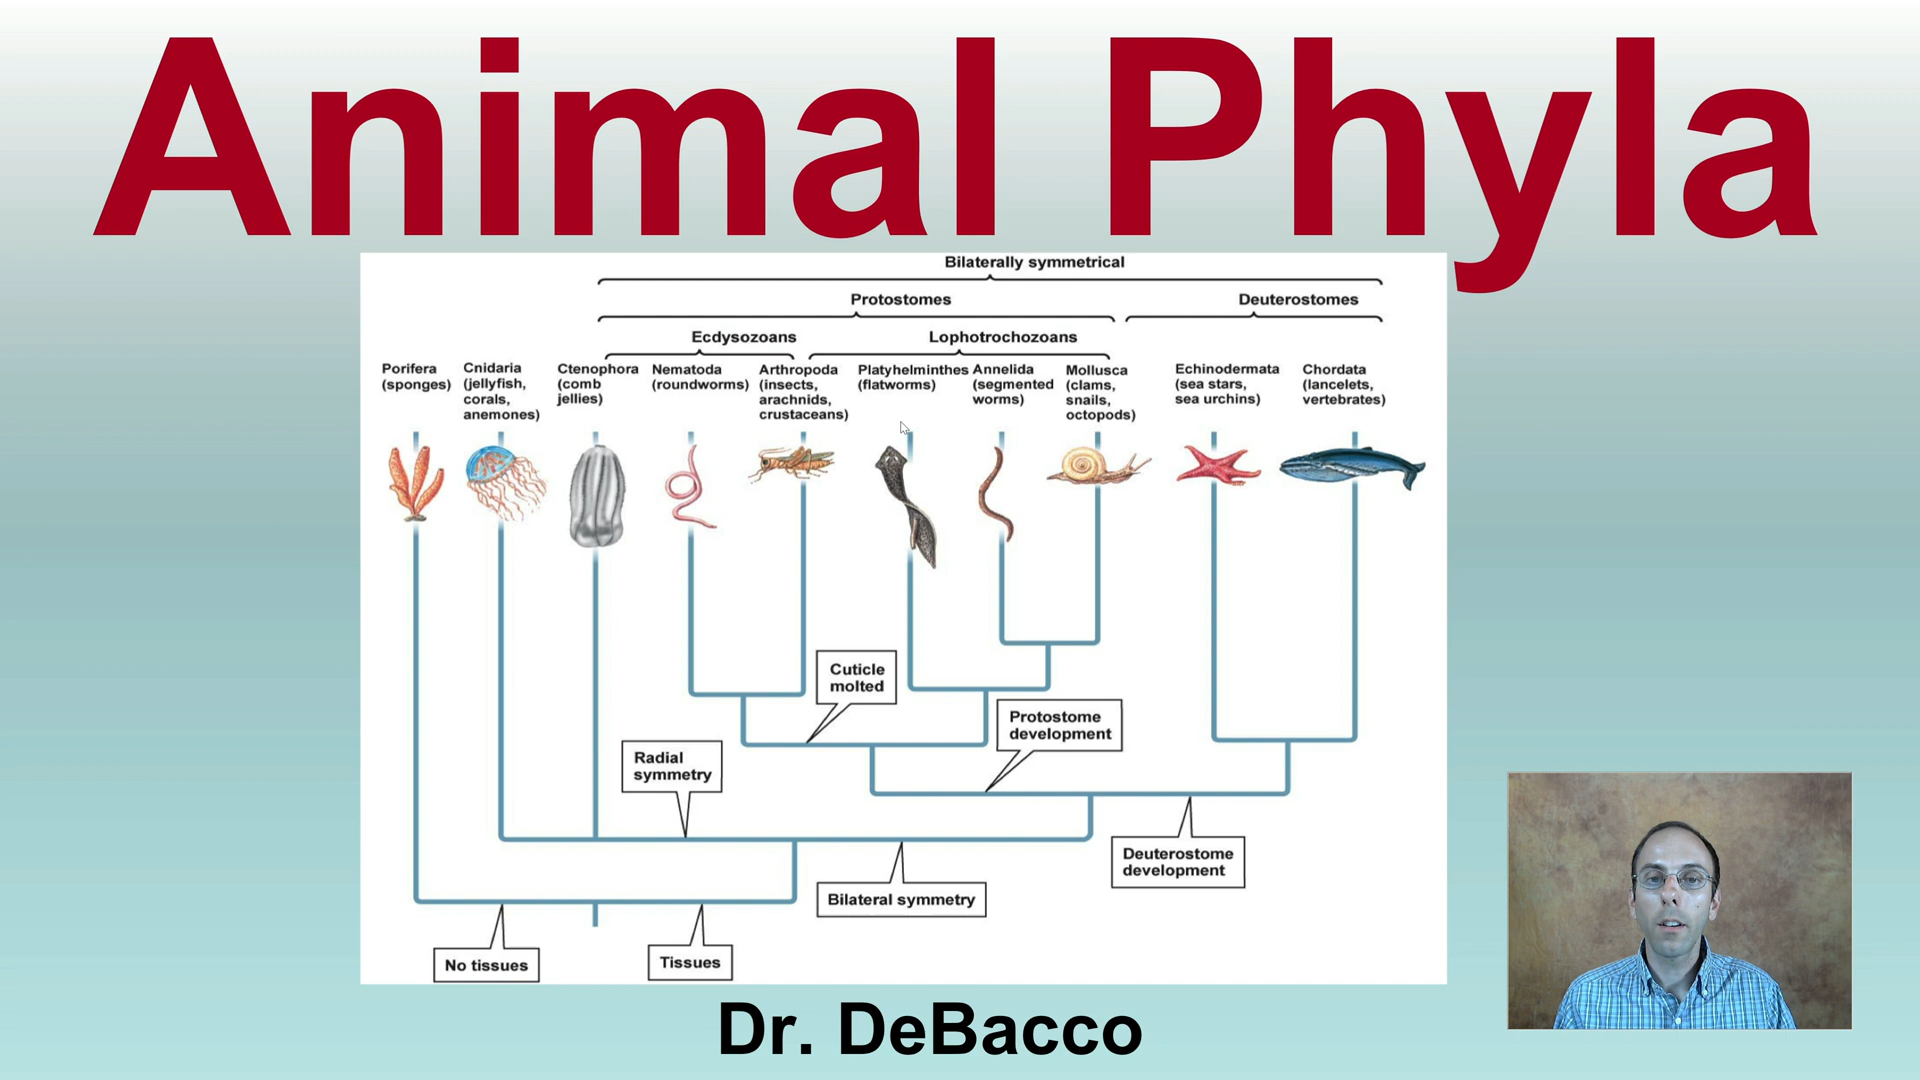 Animal Phyla
Bilaterally symmetrical
Protostomes
Deuterostomes
Ecdysozoans
Lophotrochozoans
Porifera
(sponges)
Cnidaria
(jellyfish,
corals,
anemones)
Ctenophora
(comb
jellies)
Nematoda
(roundworms)
Arthropoda
(insects,
arachnids,
crustaceans)
Platyhelminthes
(flatworms)
Annelida
(segmented
worms)
Mollusca
(clams,
snails,
octopods)
Echinodermata
(sea stars,
sea urchins)
Chordata
(lancelets,
vertebrates)
Cuticle
molted
Protostome
development
Radial
symmetry
Deuterostome
development
Bilateral symmetry
No tissues
Tissues
Dr. DeBacco